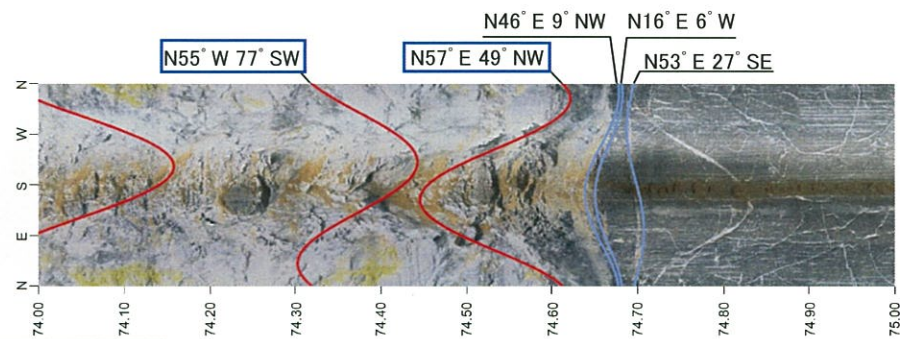 N46° E 9° NW
N16° E 6° W
N55° W 77° SW
N57° E 49° NW
N53° E 27° SE
N
W
S
E
N
74.00
74.10
74.20
74.30
74.40
74.50
74.60
74.70
74.80
74.90
75.00